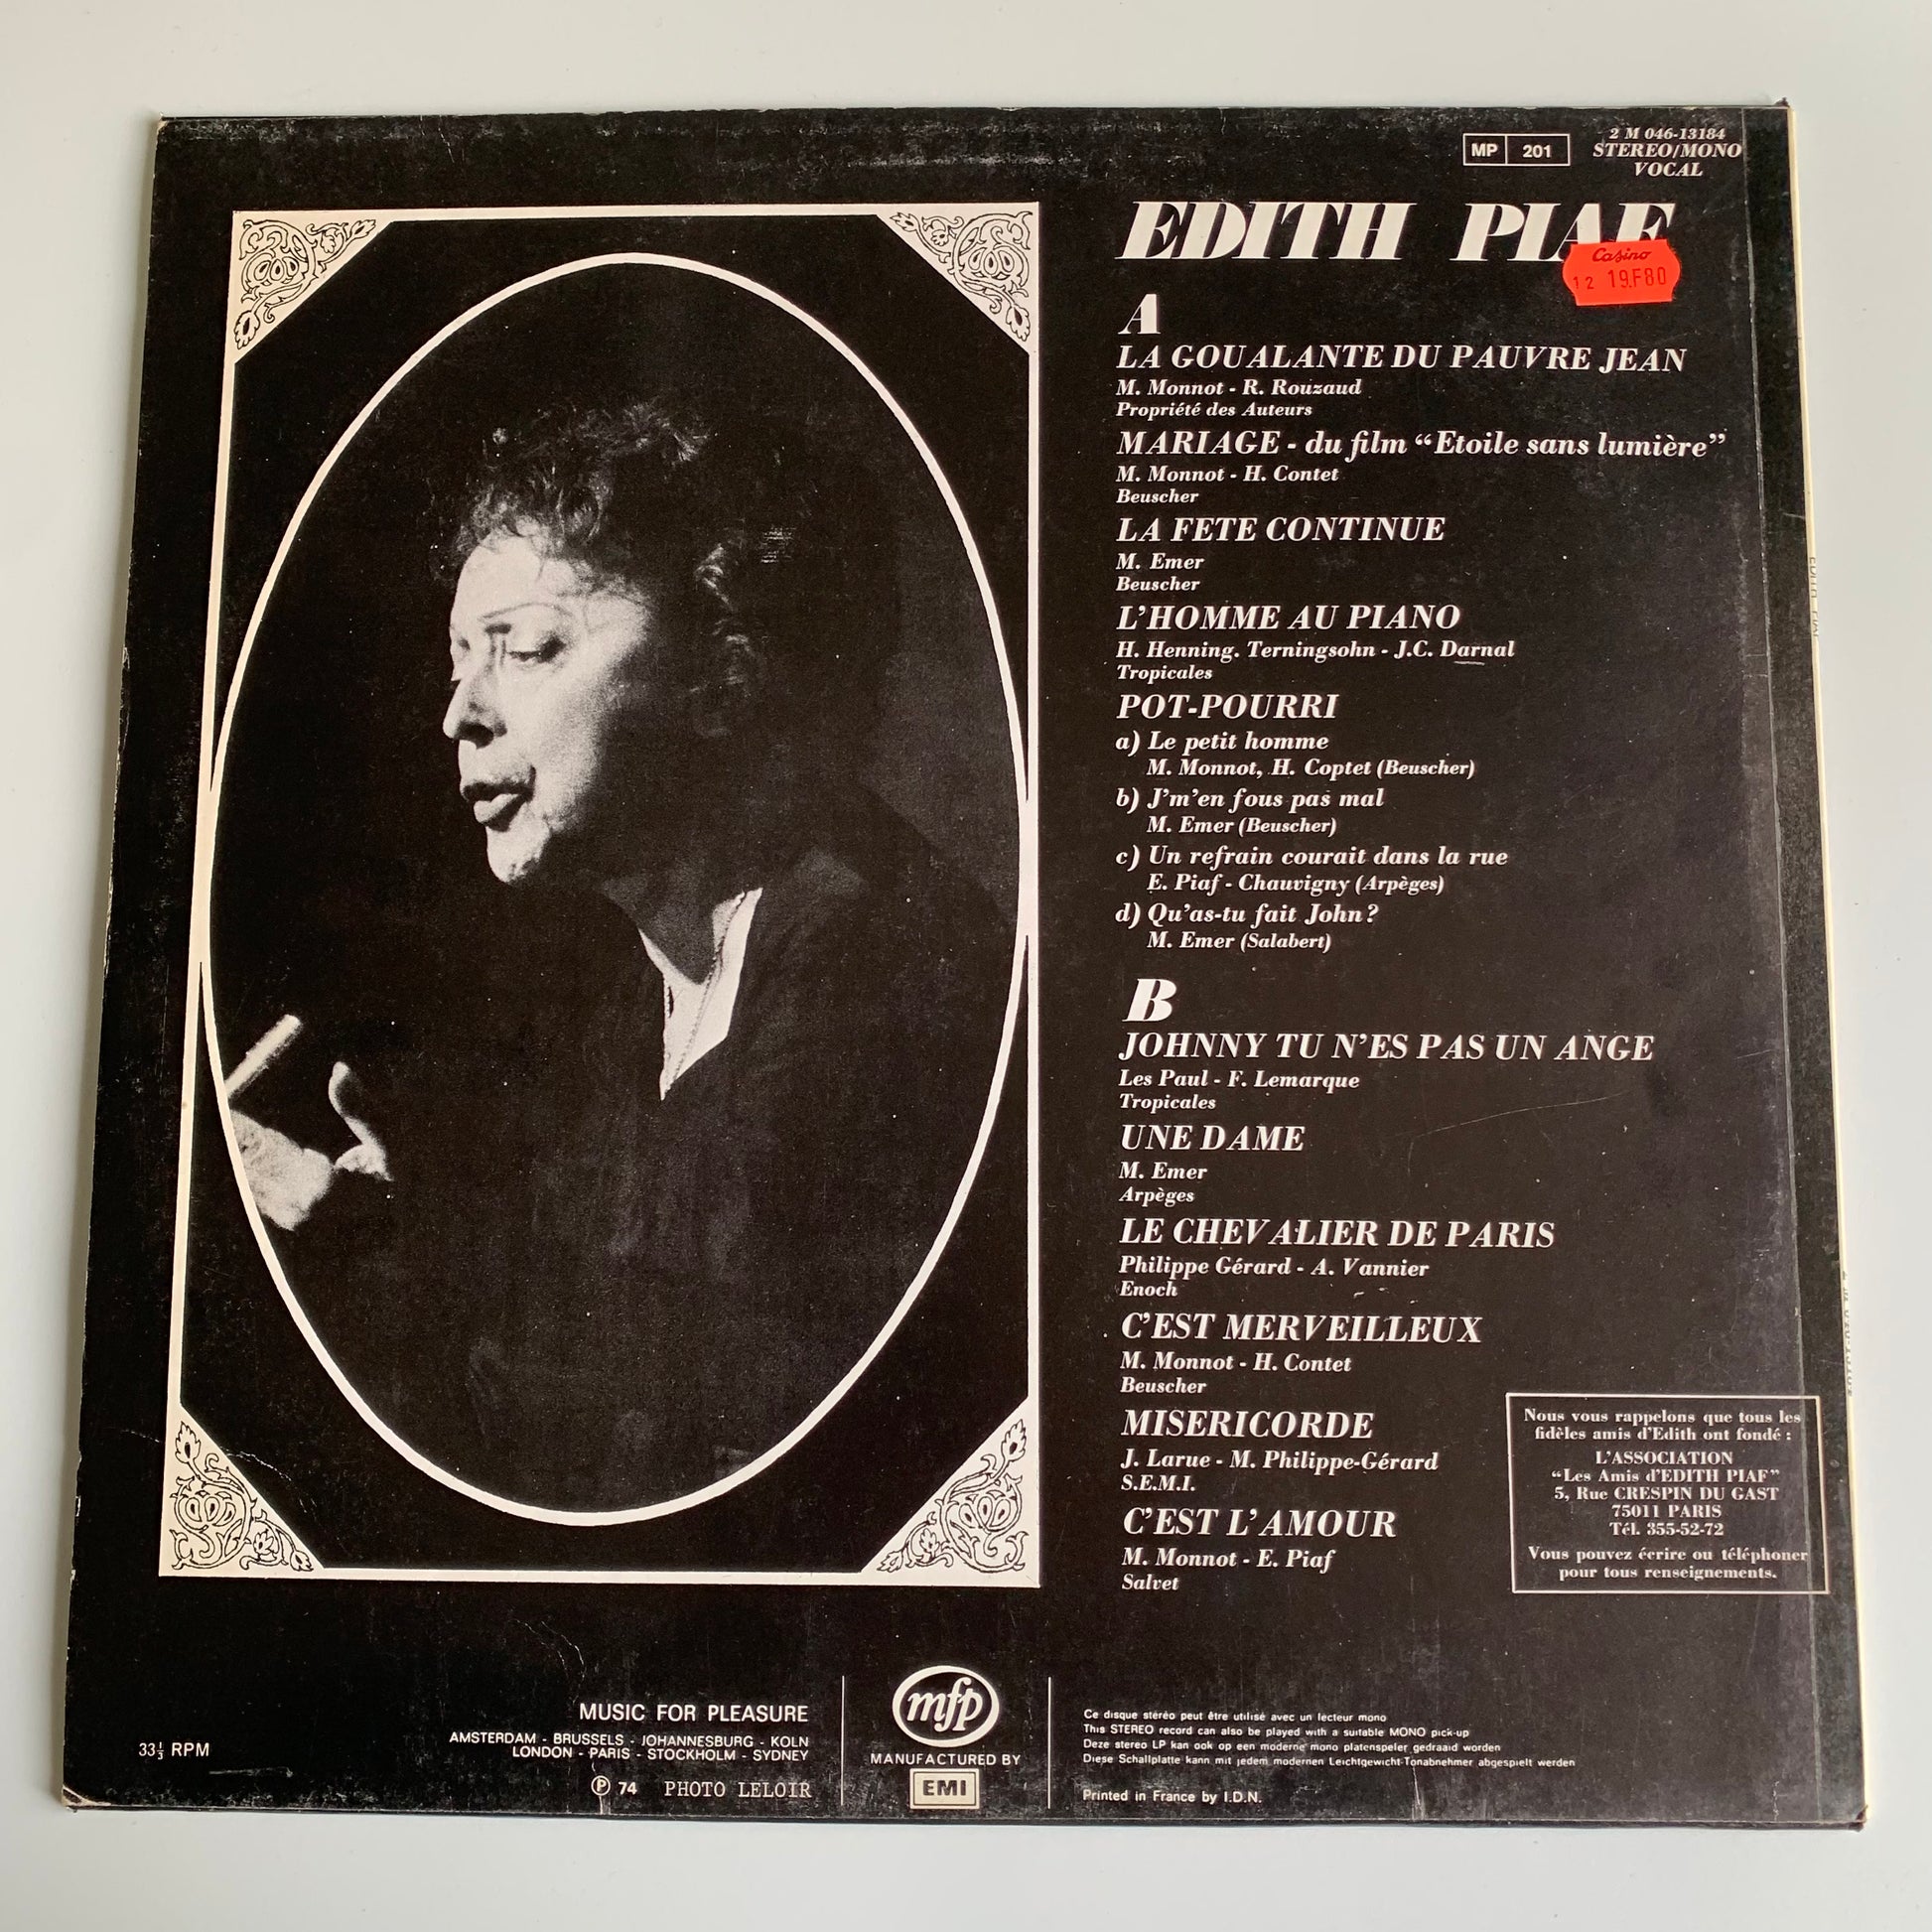 MP 201
2 M 046-13184
STEREO/MONO
VOCAL
EDITH PIAF
Casino
12 19.F80
A
LA GOUALANTE DU PAUVRE JEAN
M. Monnot - R. Rouzaud
Propriété des Auteurs
MARIAGE - du film “Etoile sans lumière”
M. Monnot - H. Contet
Beuscher
LA FETE CONTINUE
M. Emer
Beuscher
L’HOMME AU PIANO
H. Henning. Terningsohn - J.C. Darnal
Tropicales
POT-POURRI
a) Le petit homme
M. Monnot, H. Coptet (Beuscher)
b) J’m’en fous pas mal
M. Emer (Beuscher)
c) Un refrain courait dans la rue
E. Piaf - Chauvigny (Arpèges)
d) Qu’as-tu fait John ?
M. Emer (Salabert)
B
JOHNNY TU N’ES PAS UN ANGE
Les Paul - F. Lemarque
Tropicales
UNE DAME
M. Emer
Arpèges
LE CHEVALIER DE PARIS
Philippe Gérard - A. Vannier
Enoch
C’EST MERVEILLEUX
M. Monnot - H. Contet
Beuscher
MISERICORDE
J. Larue - M. Philippe-Gérard
S.E.M.I.
C’EST L’AMOUR
M. Monnot - E. Piaf
Salvet
Nous vous rappelons que tous les
fidèles amis d’Edith ont fondé :
L’ASSOCIATION
“Les Amis d’EDITH PIAF”
5, Rue CRESPIN DU GAST
75011 PARIS
Tél. 355-52-72
Vous pouvez écrire ou téléphoner
pour tous renseignements.
33⅓ RPM
MUSIC FOR PLEASURE
AMSTERDAM - BRUSSELS - JOHANNESBURG - KOLN
LONDON - PARIS - STOCKHOLM - SYDNEY
℗ 74 PHOTO LELOIR
mfp
MANUFACTURED BY
EMI
Ce disque stéréo peut être utilisé avec un lecteur mono
This STEREO record can also be played with a suitable MONO pick-up
Deze stereo LP kan ook op een moderne mono platenspeler gedraaid worden
Diese Schallplatte kann mit jedem modernen Leichtgewicht-Tonabnehmer abgespielt werden
Printed in France by I.D.N.